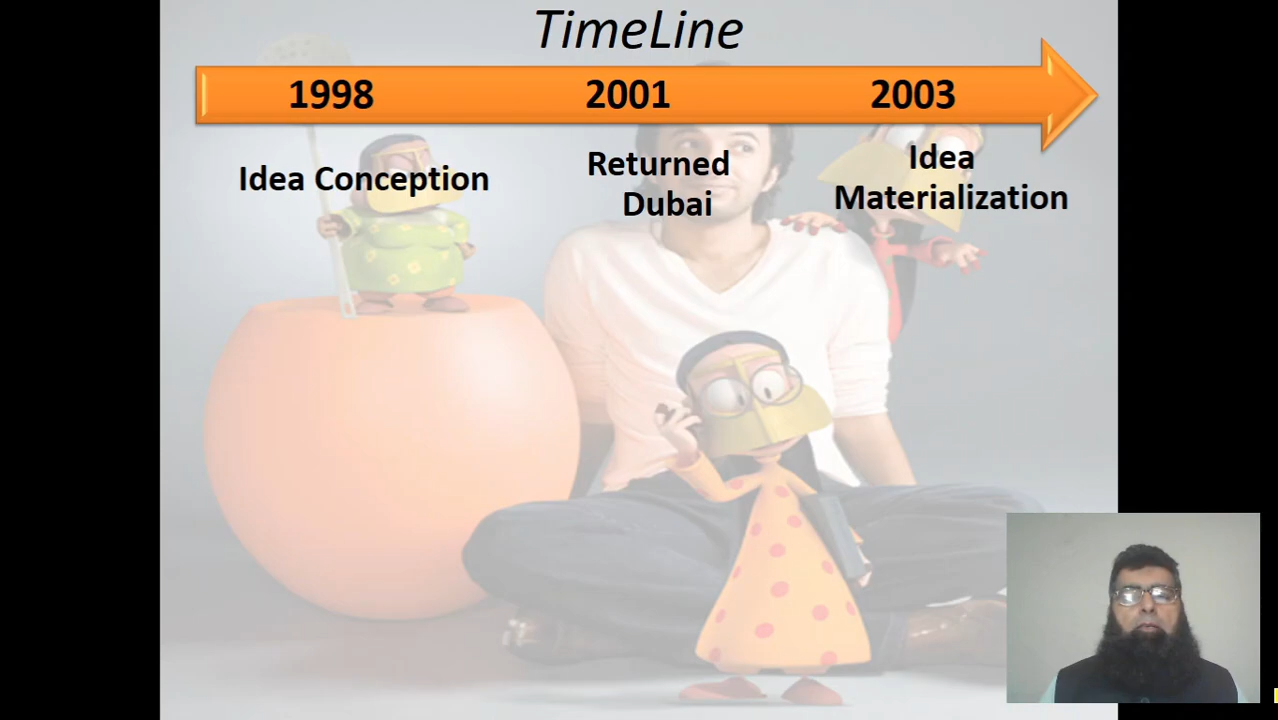 TimeLine
1998 2001 2003
Idea Conception
Returned
Dubai
Idea
Materialization